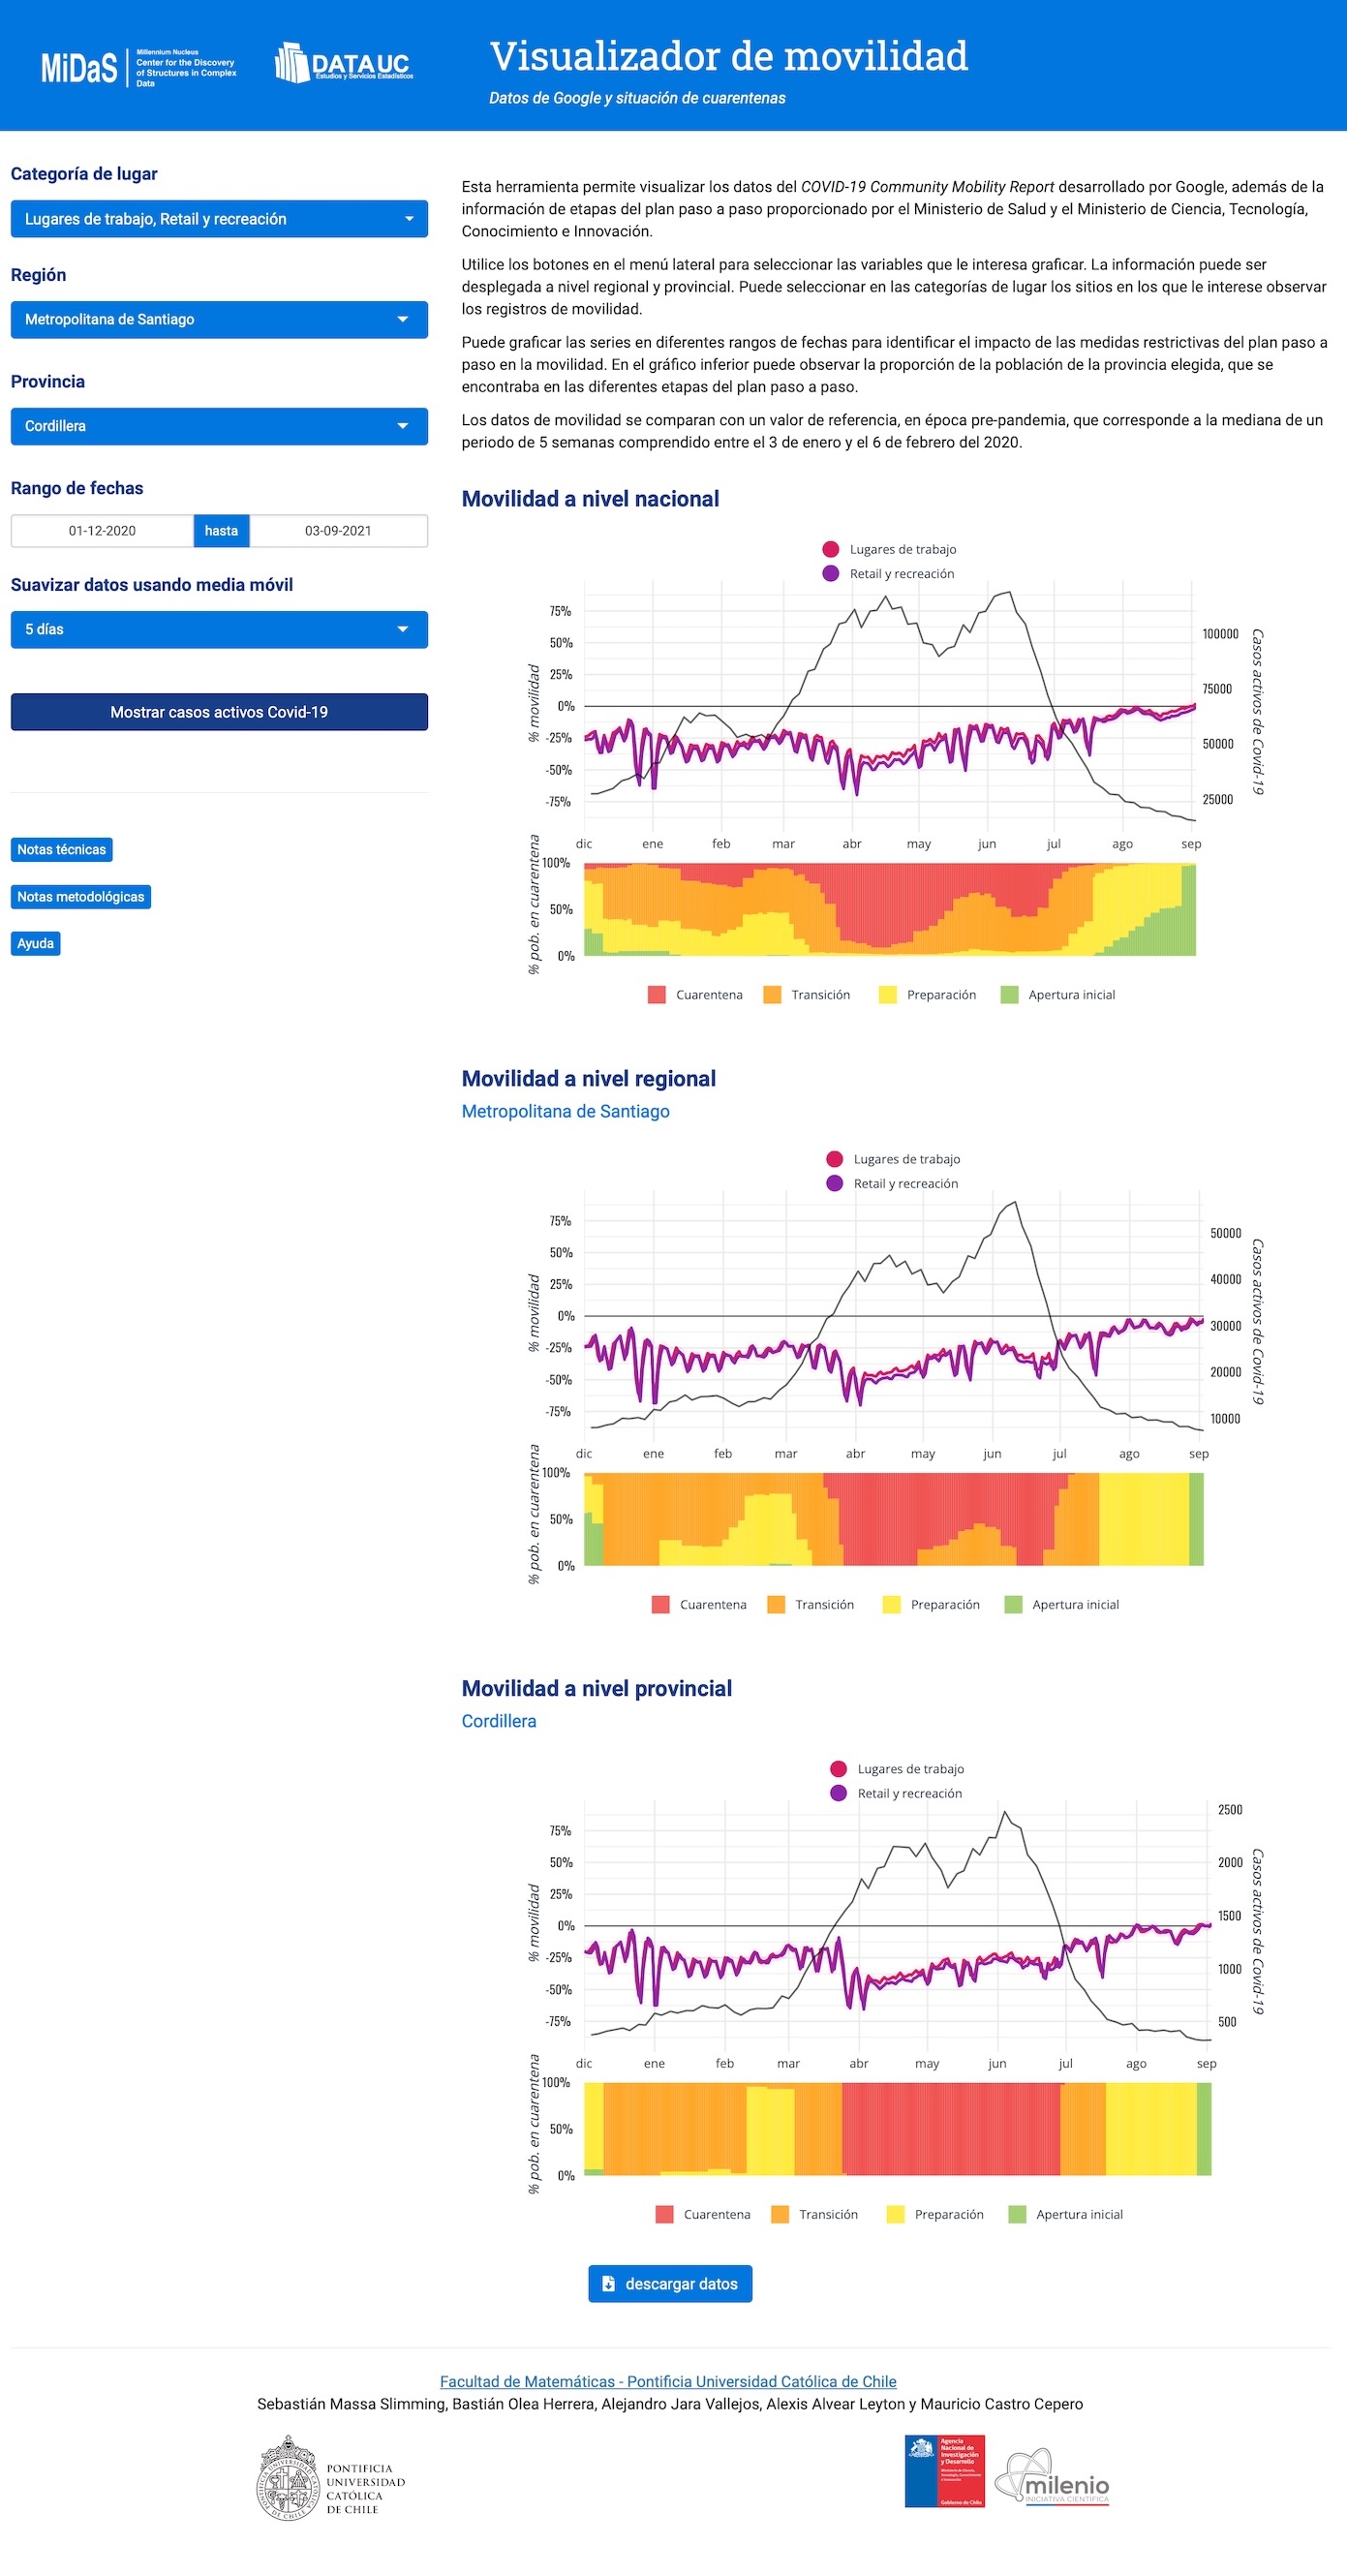 MiDaS
Millennium Nucleus
Center for the Discovery
of Structures in Complex
Data
DATAUC
Estudios y Servicios Estadísticos
Visualizador de movilidad
Datos de Google y situación de cuarentenas
Categoría de lugar
Lugares de trabajo, Retail y recreación
Región
Metropolitana de Santiago
Provincia
Cordillera
Rango de fechas
01-12-2020 hasta 03-09-2021
Suavizar datos usando media móvil
5 días
Mostrar casos activos Covid-19
Notas técnicas
Notas metodológicas
Ayuda
Esta herramienta permite visualizar los datos del COVID-19 Community Mobility Report desarrollado por Google, además de la
información de etapas del plan paso a paso proporcionado por el Ministerio de Salud y el Ministerio de Ciencia, Tecnología,
Conocimiento e Innovación.
Utilice los botones en el menú lateral para seleccionar las variables que le interesa graficar. La información puede ser
desplegada a nivel regional y provincial. Puede seleccionar en las categorías de lugar los sitios en los que le interese observar
los registros de movilidad.
Puede graficar las series en diferentes rangos de fechas para identificar el impacto de las medidas restrictivas del plan paso a
paso en la movilidad. En el gráfico inferior puede observar la proporción de la población de la provincia elegida, que se
encontraba en las diferentes etapas del plan paso a paso.
Los datos de movilidad se comparan con un valor de referencia, en época pre-pandemia, que corresponde a la mediana de un
periodo de 5 semanas comprendido entre el 3 de enero y el 6 de febrero del 2020.
Movilidad a nivel nacional
Lugares de trabajo
Retail y recreación
% movilidad
75%
50%
25%
0%
-25%
-50%
-75%
100000
75000
50000
25000
Casos activos de Covid-19
dic ene feb mar abr may jun jul ago sep
% pob. en cuarentena
100%
50%
0%
Cuarentena Transición Preparación Apertura inicial
Movilidad a nivel regional
Metropolitana de Santiago
Lugares de trabajo
Retail y recreación
% movilidad
75%
50%
25%
0%
-25%
-50%
-75%
50000
40000
30000
20000
10000
Casos activos de Covid-19
dic ene feb mar abr may jun jul ago sep
% pob. en cuarentena
100%
50%
0%
Cuarentena Transición Preparación Apertura inicial
Movilidad a nivel provincial
Cordillera
Lugares de trabajo
Retail y recreación
% movilidad
75%
50%
25%
0%
-25%
-50%
-75%
2500
2000
1500
1000
500
Casos activos de Covid-19
dic ene feb mar abr may jun jul ago sep
% pob. en cuarentena
100%
50%
0%
Cuarentena Transición Preparación Apertura inicial
descargar datos
Facultad de Matemáticas - Pontificia Universidad Católica de Chile
Sebastián Massa Slimming, Bastián Olea Herrera, Alejandro Jara Vallejos, Alexis Alvear Leyton y Mauricio Castro Cepero
PONTIFICIA
UNIVERSIDAD
CATÓLICA
DE CHILE
Agencia
Nacional de
Investigación
y Desarrollo
Gobierno de Chile
milenio
INICIATIVA CIENTÍFICA